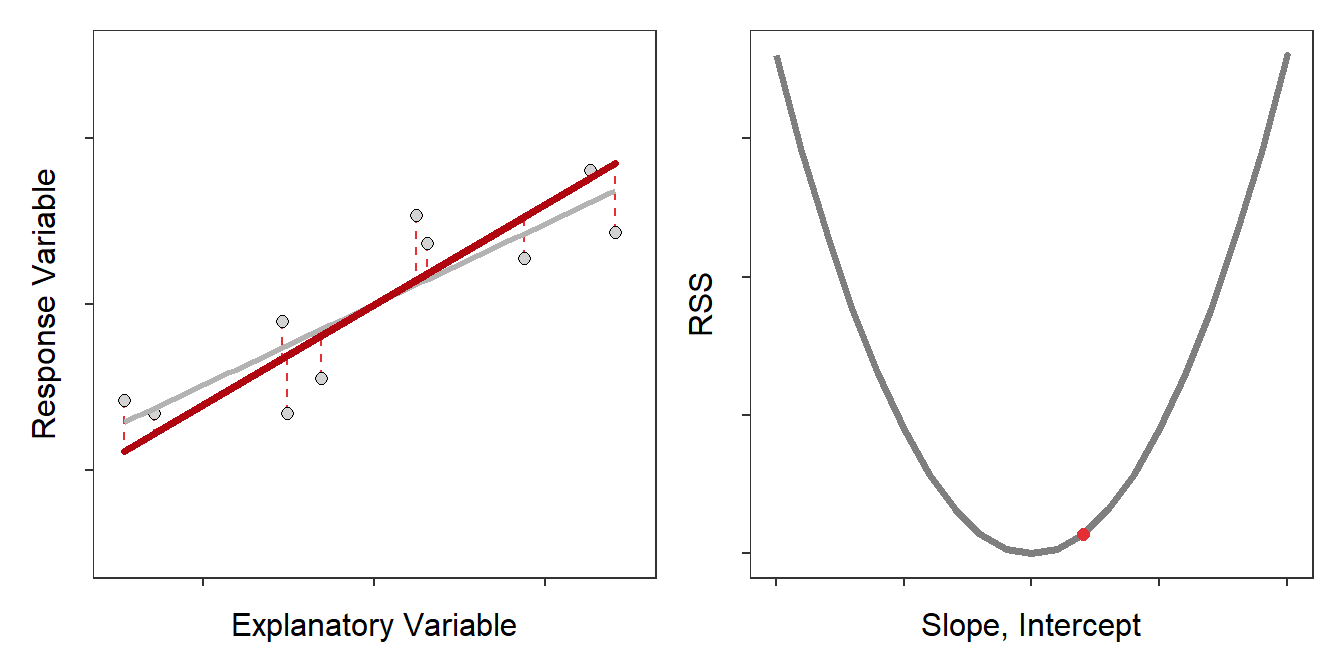 Response Variable
Explanatory Variable
RSS
Slope, Intercept